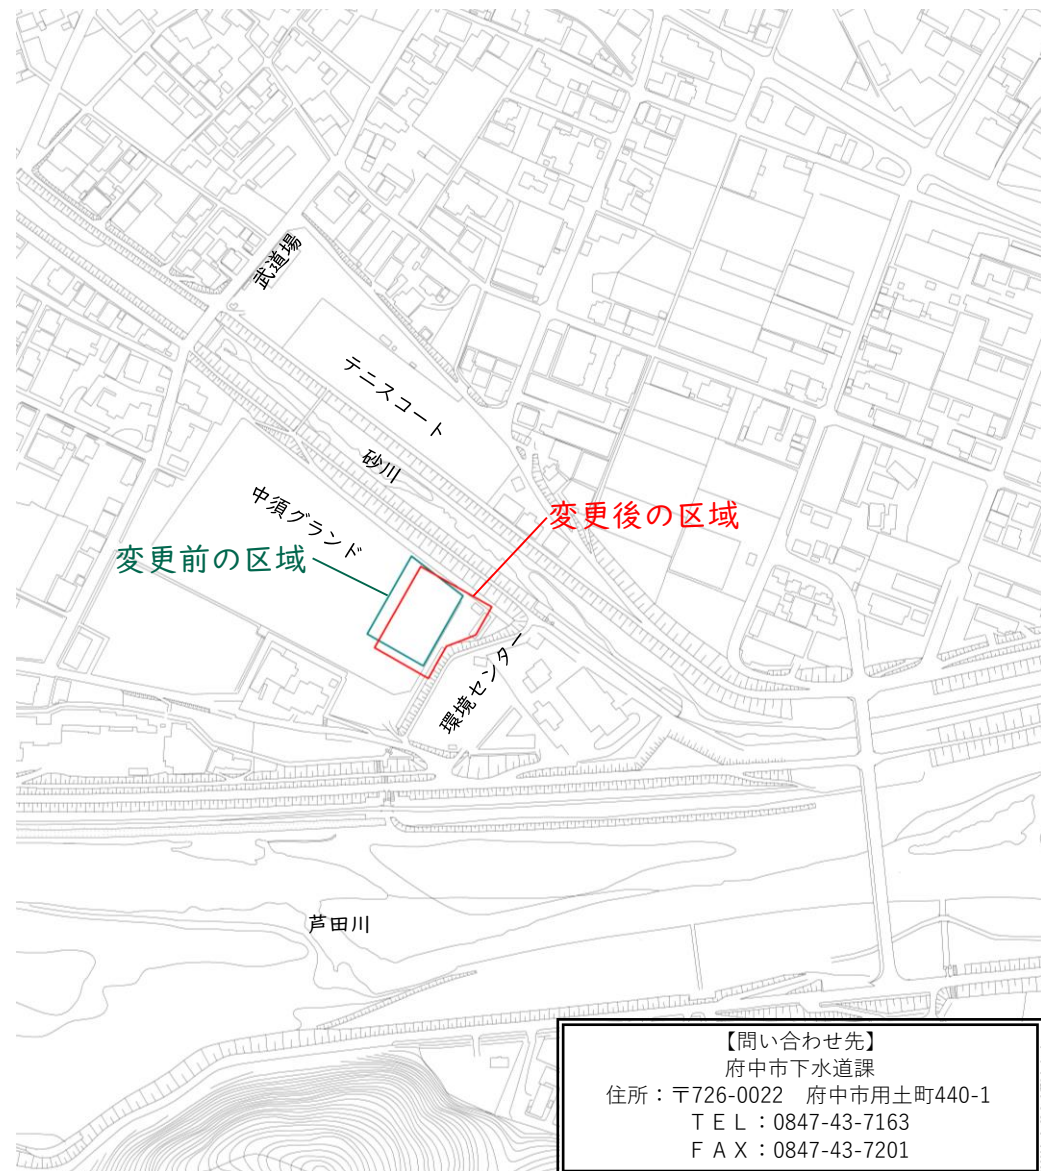 武道場
テニスコート
砂川
中須グランド
変更後の区域
変更前の区域
環境センター
芦田川
【問い合わせ先】
府中市下水道課
住所：〒726-0022　府中市用土町440-1
ＴＥＬ：0847-43-7163
ＦＡＸ：0847-43-7201